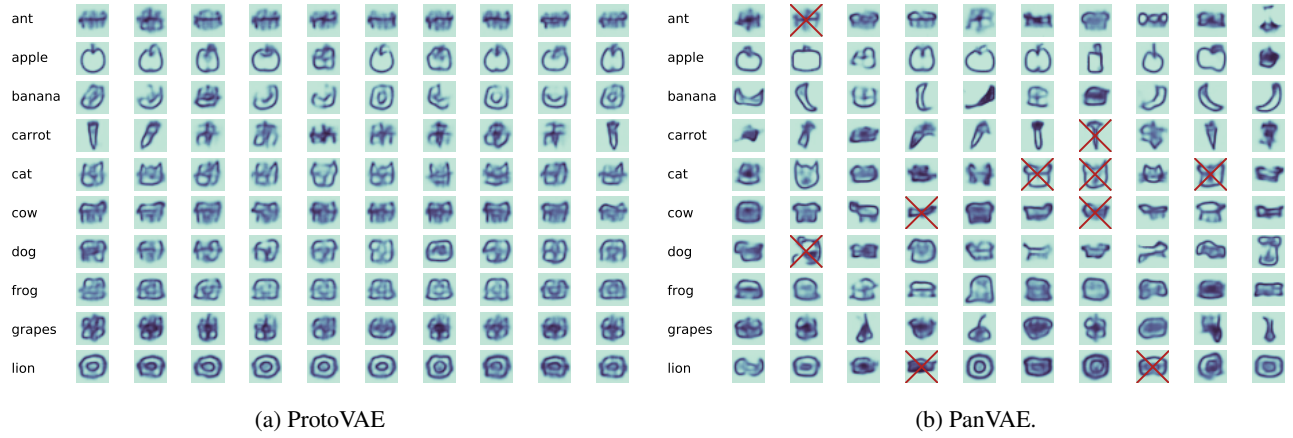 ant
apple
banana
carrot
cat
cow
dog
frog
grapes
lion
(a) ProtoVAE
ant
apple
banana
carrot
cat
cow
dog
frog
grapes
lion
(b) PanVAE.